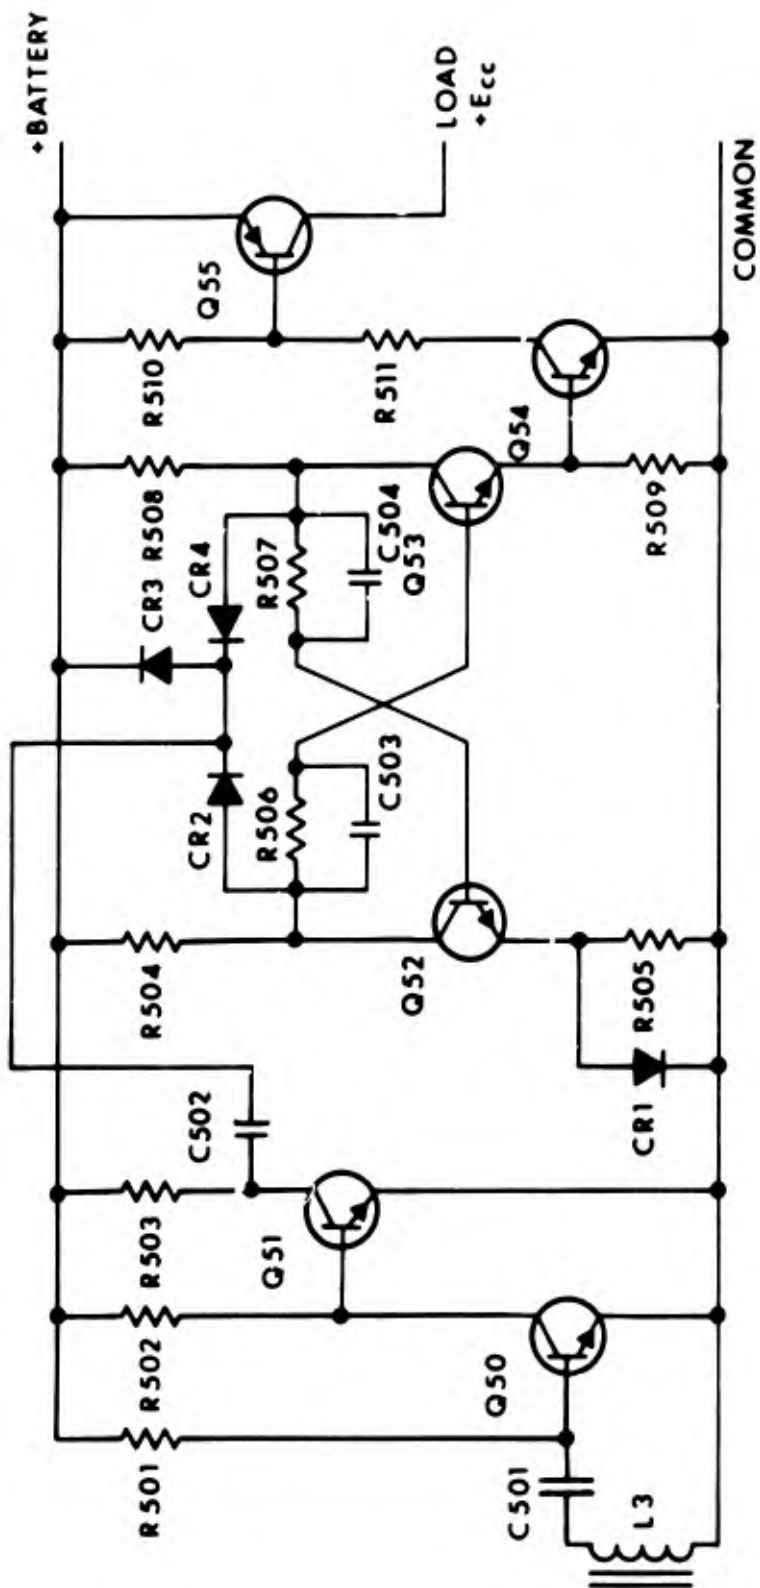 +BATTERY
LOAD
+Ecc
COMMON
Q55
R510
R511
Q54
R508
CR3
CR4
R507
C504
Q53
R509
CR2
R506
C503
R504
Q52
R505
CR1
C502
R503
Q51
R502
Q50
R501
C501
L3